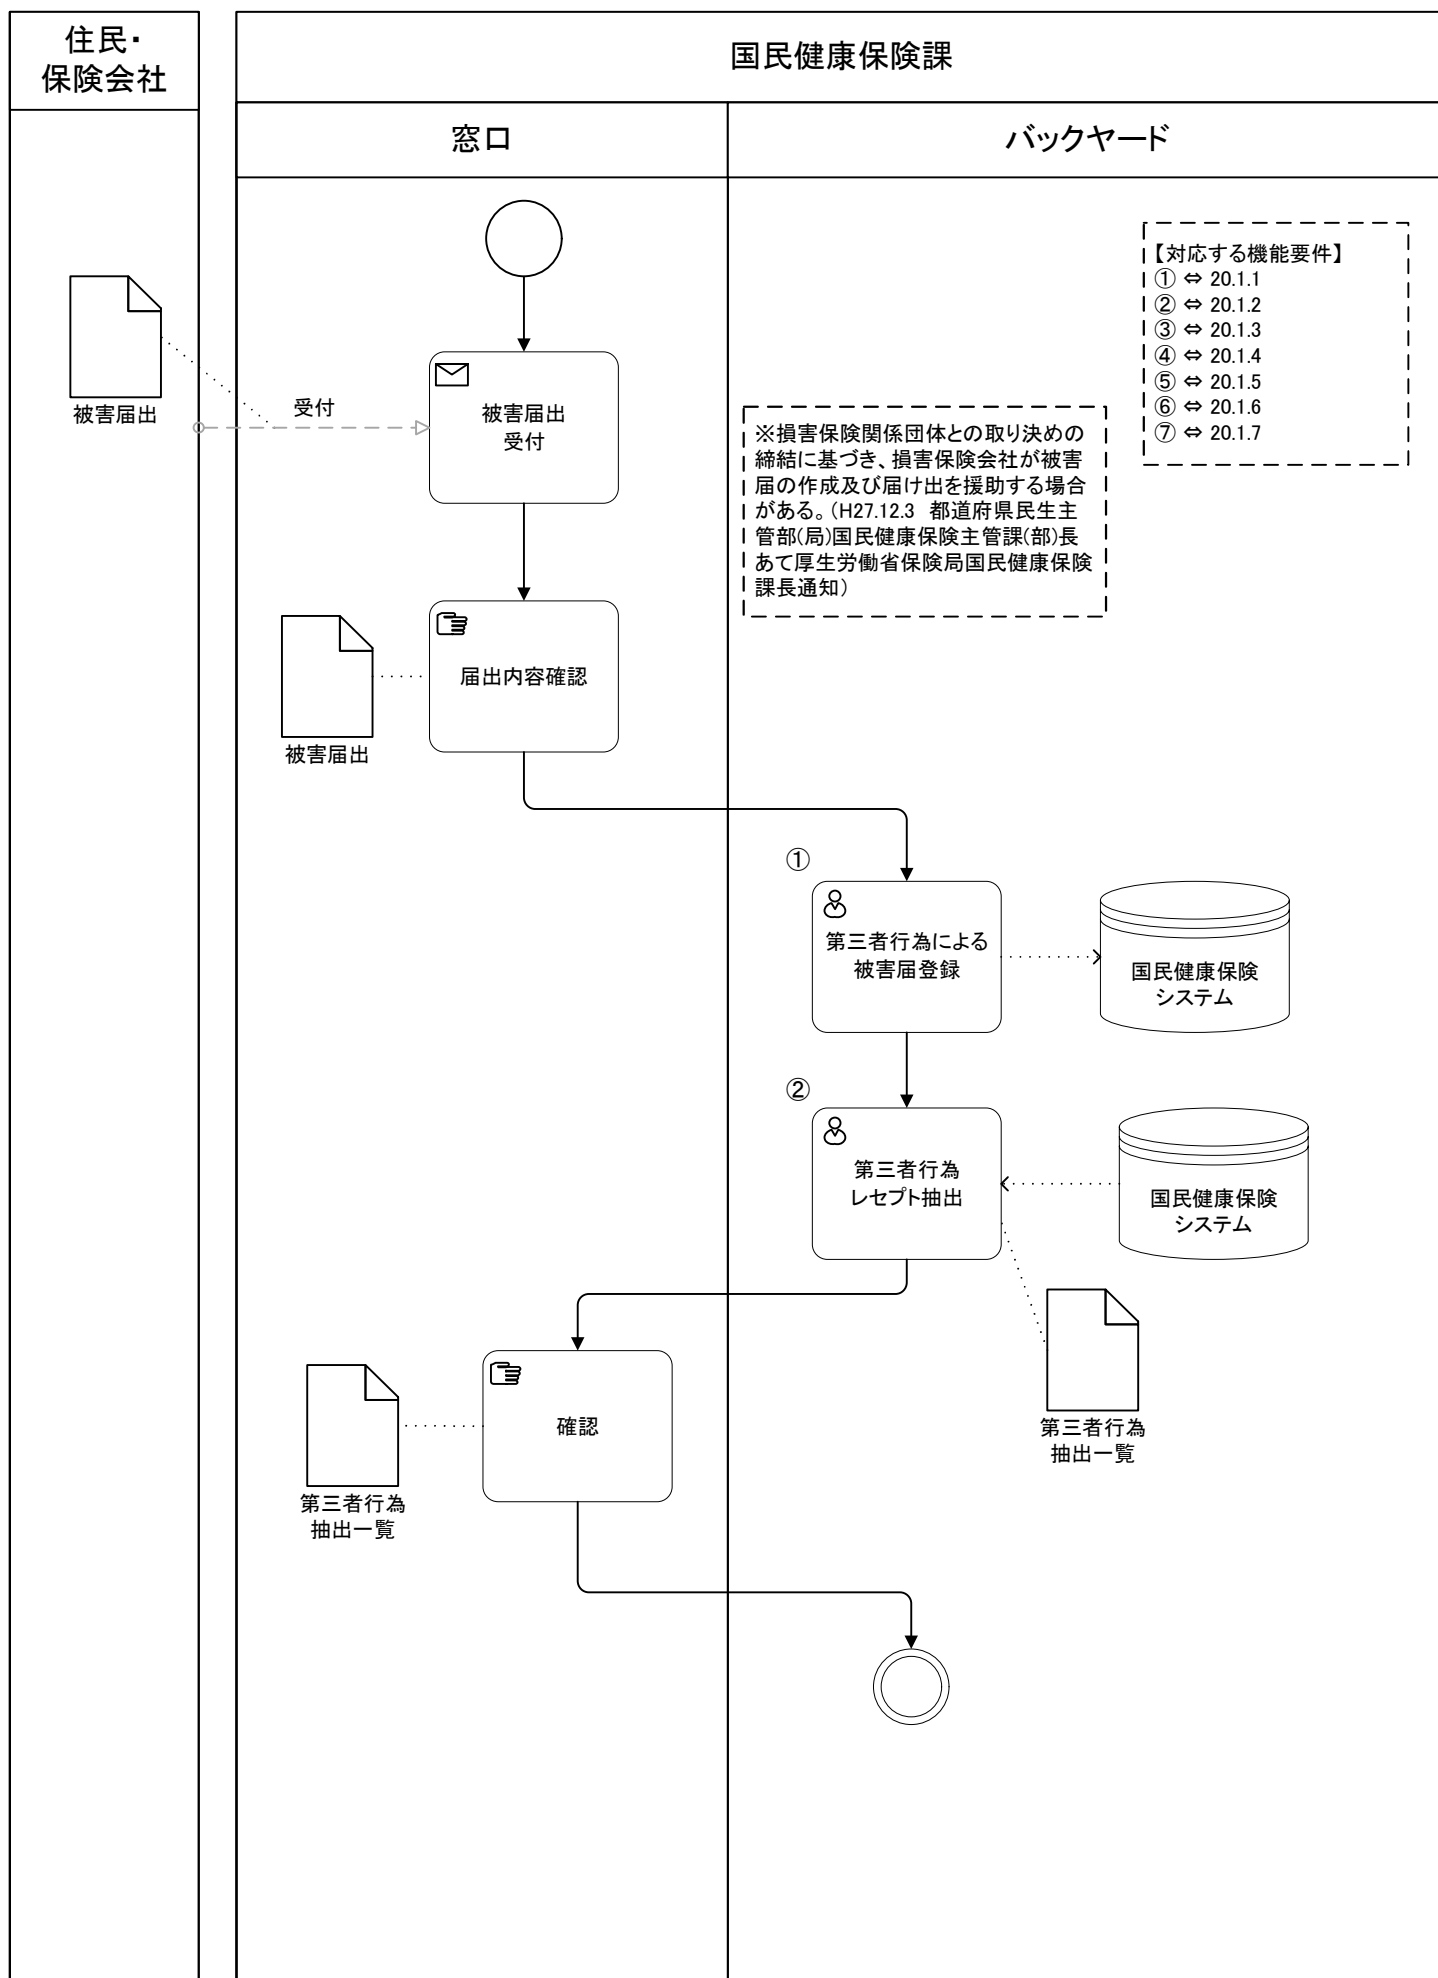 住民・
保険会社
国民健康保険課
窓口
バックヤード
【対応する機能要件】
① ⇔ 20.1.1
② ⇔ 20.1.2
③ ⇔ 20.1.3
④ ⇔ 20.1.4
⑤ ⇔ 20.1.5
⑥ ⇔ 20.1.6
⑦ ⇔ 20.1.7
被害届出
受付
被害届出
受付
※損害保険関係団体との取り決めの
締結に基づき、損害保険会社が被害
届の作成及び届け出を援助する場合
がある。（H27.12.3　都道府県民生主
管部(局)国民健康保険主管課(部)長
あて厚生労働省保険局国民健康保険
課長通知）
届出内容確認
被害届出
①
第三者行為による
被害届登録
国民健康保険
システム
②
第三者行為
レセプト抽出
国民健康保険
システム
第三者行為
抽出一覧
確認
第三者行為
抽出一覧